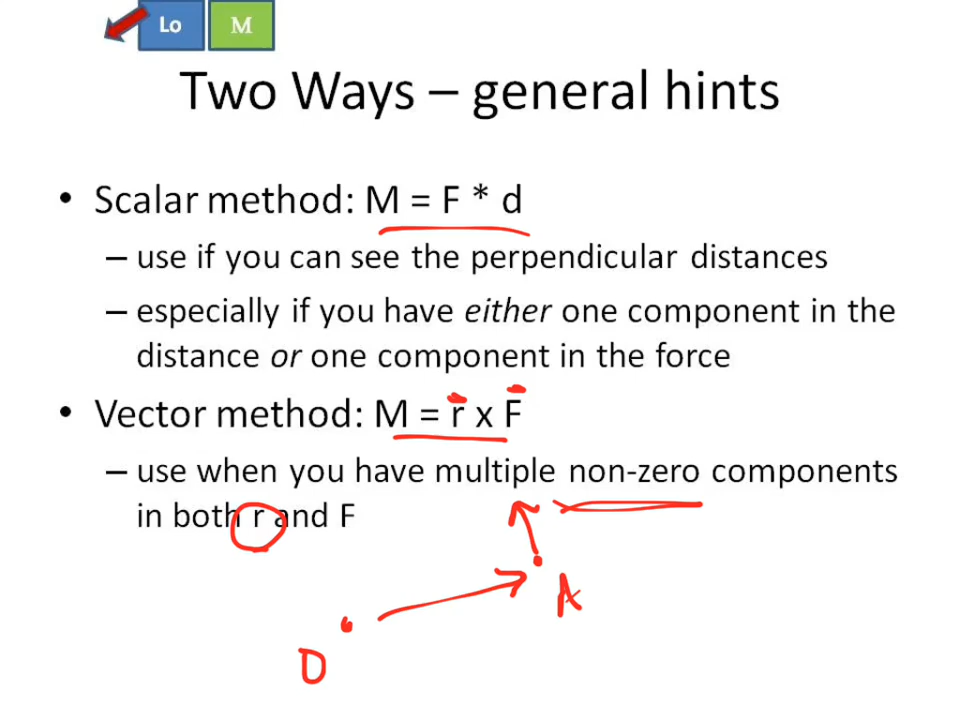 Lo M
Two Ways – general hints
• Scalar method: M = F * d
– use if you can see the perpendicular distances
– especially if you have either one component in the
distance or one component in the force
• Vector method: M = r x F
– use when you have multiple non-zero components
in both r and F
A
O